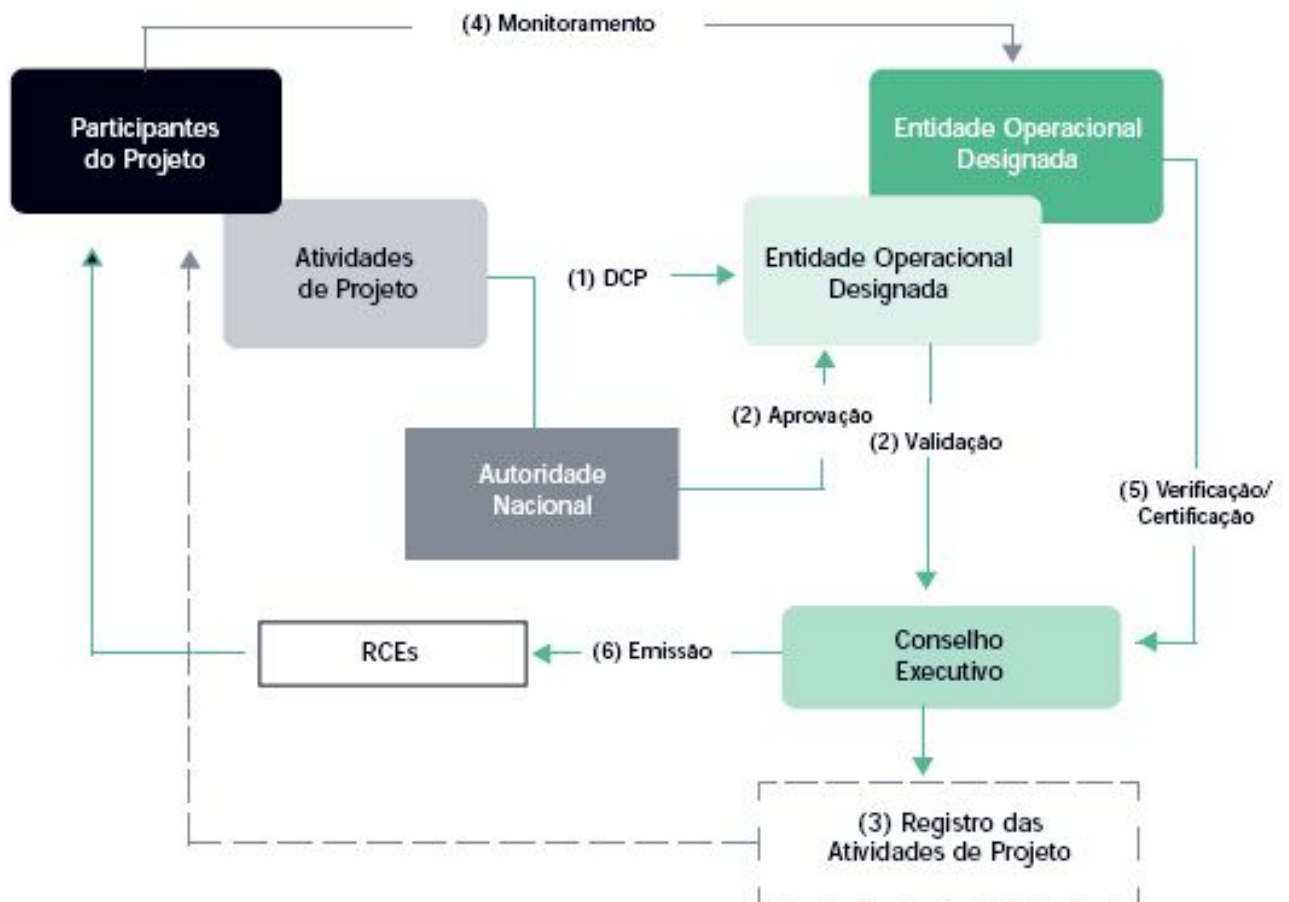 (4) Monitoramento
Participantes
do Projeto
Entidade Operacional
Designada
Atividades
de Projeto
(1) DCP
Entidade Operacional
Designada
(2) Aprovação
(2) Validação
Autoridade
Nacional
(5) Verificação/
Certificação
RCEs
(6) Emissão
Conselho
Executivo
(3) Registro das
Atividades de Projeto